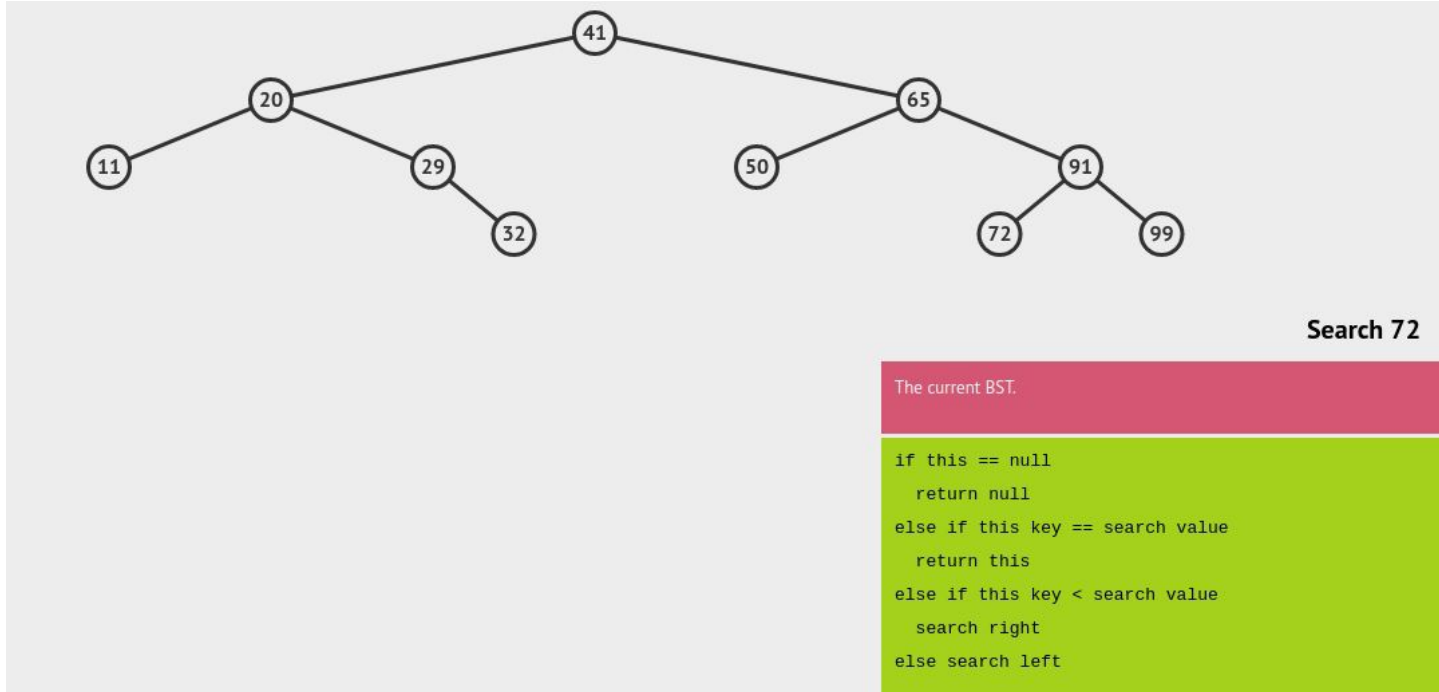 41
20
65
11
29
50
91
32
72
99
Search 72
The current BST.
if this == null
return null
else if this key == search value
return this
else if this key < search value
search right
else search left